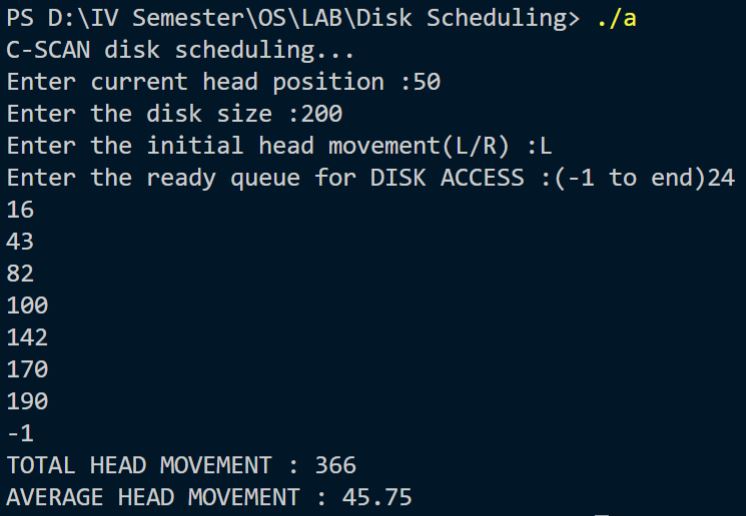 PS D:\IV Semester\OS\LAB\Disk Scheduling> ./a
C-SCAN disk scheduling...
Enter current head position :50
Enter the disk size :200
Enter the initial head movement(L/R) :L
Enter the ready queue for DISK ACCESS :(-1 to end)24
16
43
82
100
142
170
190
-1
TOTAL HEAD MOVEMENT : 366
AVERAGE HEAD MOVEMENT : 45.75